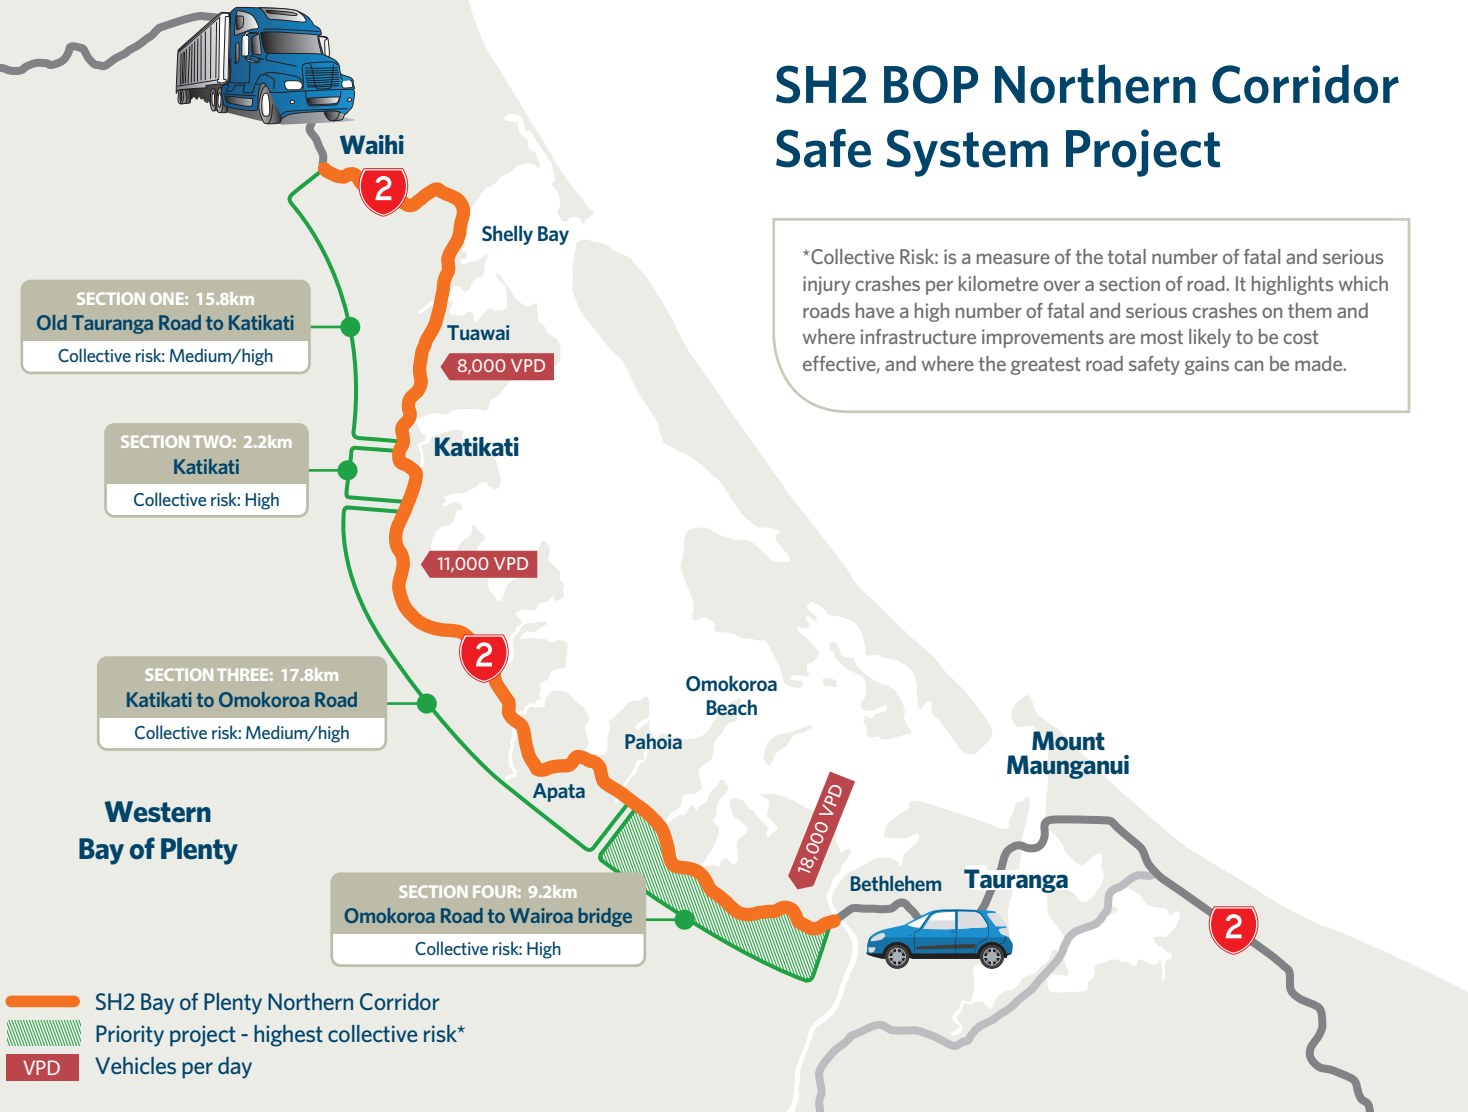 SH2 BOP Northern Corridor
Safe System Project
*Collective Risk: is a measure of the total number of fatal and serious
injury crashes per kilometre over a section of road. It highlights which
roads have a high number of fatal and serious crashes on them and
where infrastructure improvements are most likely to be cost
effective, and where the greatest road safety gains can be made.
Waihi
2
Shelly Bay
SECTION ONE: 15.8km
Old Tauranga Road to Katikati
Collective risk: Medium/high
Tuawai
8,000 VPD
SECTION TWO: 2.2km
Katikati
Collective risk: High
Katikati
11,000 VPD
2
SECTION THREE: 17.8km
Katikati to Omokoroa Road
Collective risk: Medium/high
Omokoroa
Beach
Pahoia
Apata
Mount
Maunganui
Western
Bay of Plenty
18,000 VPD
Bethlehem
Tauranga
2
SECTION FOUR: 9.2km
Omokoroa Road to Wairoa bridge
Collective risk: High
SH2 Bay of Plenty Northern Corridor
Priority project - highest collective risk*
VPD
Vehicles per day